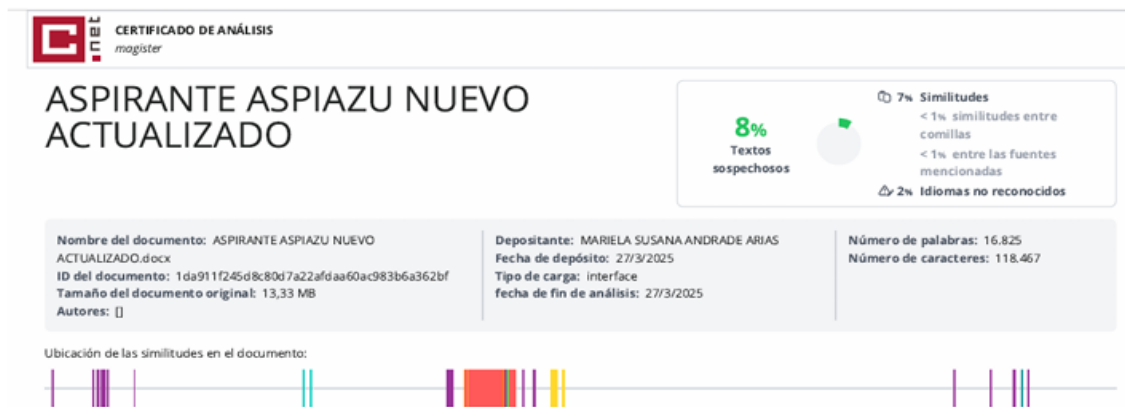 C
.net
CERTIFICADO DE ANÁLISIS
magister
ASPIRANTE ASPIAZU NUEVO
ACTUALIZADO
8%
Textos
sospechosos
7% Similitudes
< 1% similitudes entre
comillas
< 1% entre las fuentes
mencionadas
2% Idiomas no reconocidos
Nombre del documento: ASPIRANTE ASPIAZU NUEVO
ACTUALIZADO.docx
ID del documento: 1da911f245d8c80d7a22afdaa60ac983b6a362bf
Tamaño del documento original: 13,33 MB
Autores: []
Depositante: MARIELA SUSANA ANDRADE ARIAS
Fecha de depósito: 27/3/2025
Tipo de carga: interface
fecha de fin de análisis: 27/3/2025
Número de palabras: 16.825
Número de caracteres: 118.467
Ubicación de las similitudes en el documento: